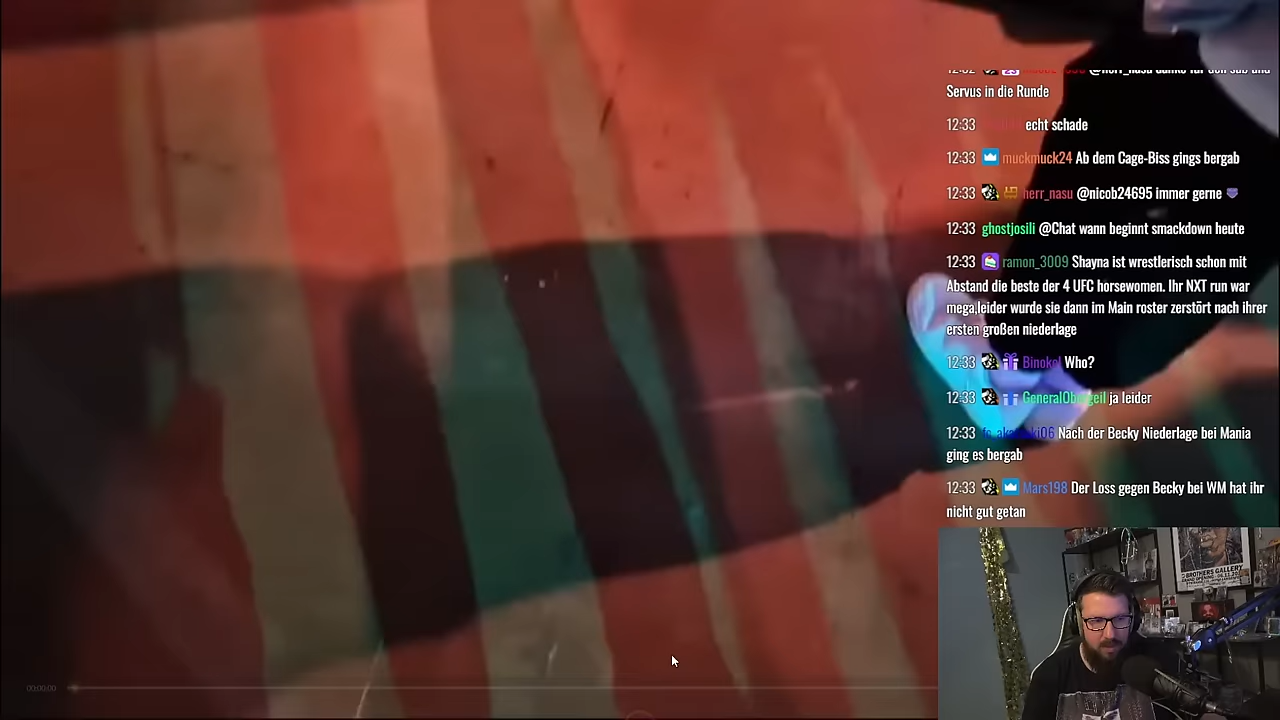 Servus in die Runde
12:33 echt schade
12:33 muckmuck24 Ab dem Cage-Biss gings bergab
12:33 herr_nasu @nicob24695 immer gerne
12:33 ghostjosili @Chat wann beginnt smackdown heute
12:33 ramon_3009 Shayna ist wrestlerisch schon mit
Abstand die beste der 4 UFC horsewomen. Ihr NXT run war
mega,leider wurde sie dann im Main roster zerstört nach ihrer
ersten großen niederlage
12:33 Binokel Who?
12:33 ja leider
12:33 Nach der Becky Niederlage bei Mania
ging es bergab
12:33 Mars198 Der Loss gegen Becky bei WM hat ihr
nicht gut getan
BROTHERS GALLERY
00:00:00